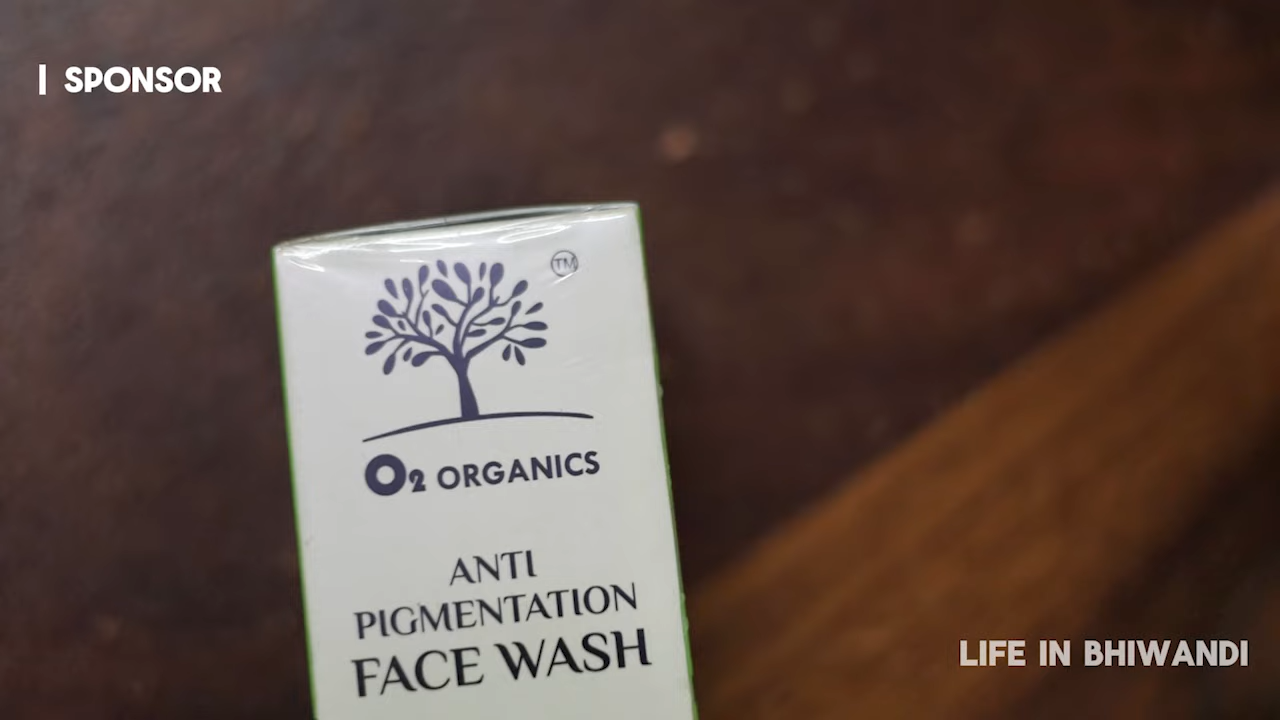 | SPONSOR
TM
O2 ORGANICS
ANTI
PIGMENTATION
FACE WASH
LIFE IN BHIWANDI